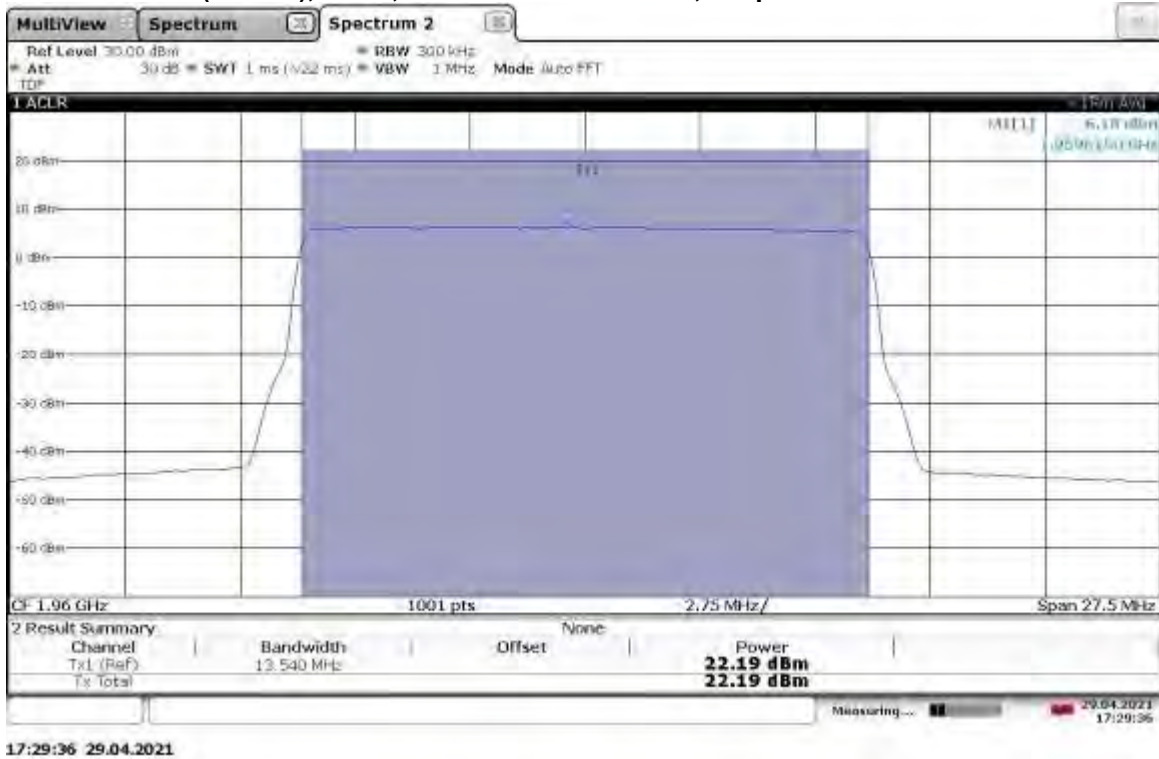 MultiView Spectrum Spectrum 2
Ref Level 30.00 dBm RBW 300 kHz
Att 30 dB SWT 1 ms (~22 ms) VBW 1 MHz Mode Auto FFT
TDF
1 ACLR 1Rm Avg
M1[1] 6.18 dBm
GHz
Tx1
20 dBm
10 dBm
0 dBm
-10 dBm
-20 dBm
-30 dBm
-40 dBm
-50 dBm
-60 dBm
CF 1.96 GHz 1001 pts 2.75 MHz/ Span 27.5 MHz
2 Result Summary None
Channel Bandwidth Offset Power
Tx1 (Ref) 13.540 MHz 22.19 dBm
Tx Total 22.19 dBm
Measuring... 29.04.2021
17:29:36
17:29:36 29.04.2021